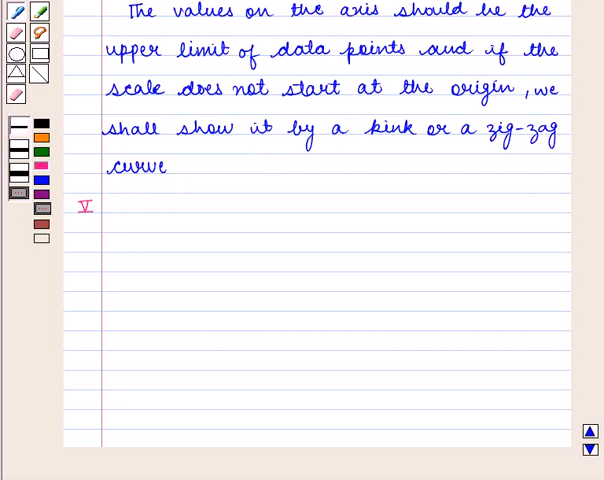 The values on the axis should be the
upper limit of data points and if the
scale does not start at the origin, we
shall show it by a kink or a zig-zag
curve
V